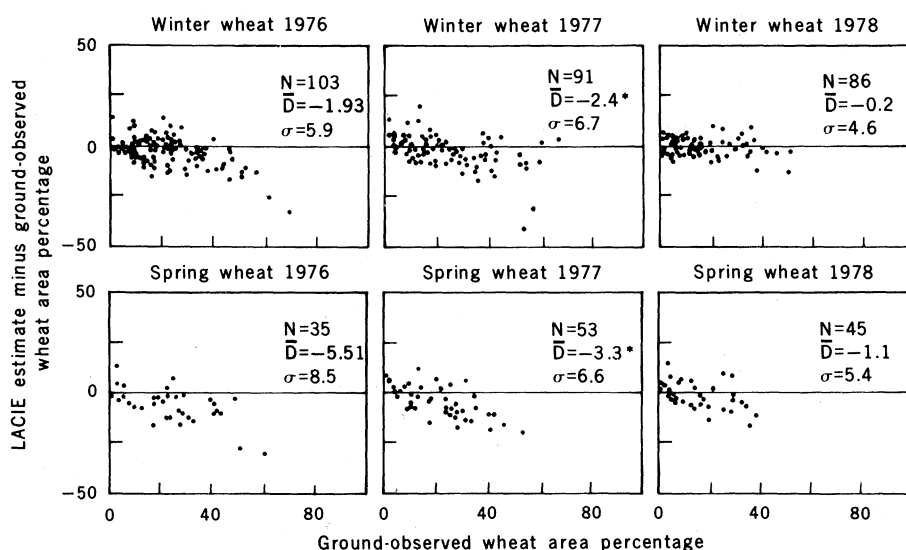 Winter wheat 1976
Winter wheat 1977
Winter wheat 1978
50
0
−50
N=103
D̅=−1.93
σ=5.9
N=91
D̅=−2.4*
σ=6.7
N=86
D̅=−0.2
σ=4.6
LACIE estimate minus ground-observed
wheat area percentage
Spring wheat 1976
Spring wheat 1977
Spring wheat 1978
50
0
−50
N=35
D̅=−5.51
σ=8.5
N=53
D̅=−3.3*
σ=6.6
N=45
D̅=−1.1
σ=5.4
0 40 80 0 40 80 0 40 80
Ground-observed wheat area percentage